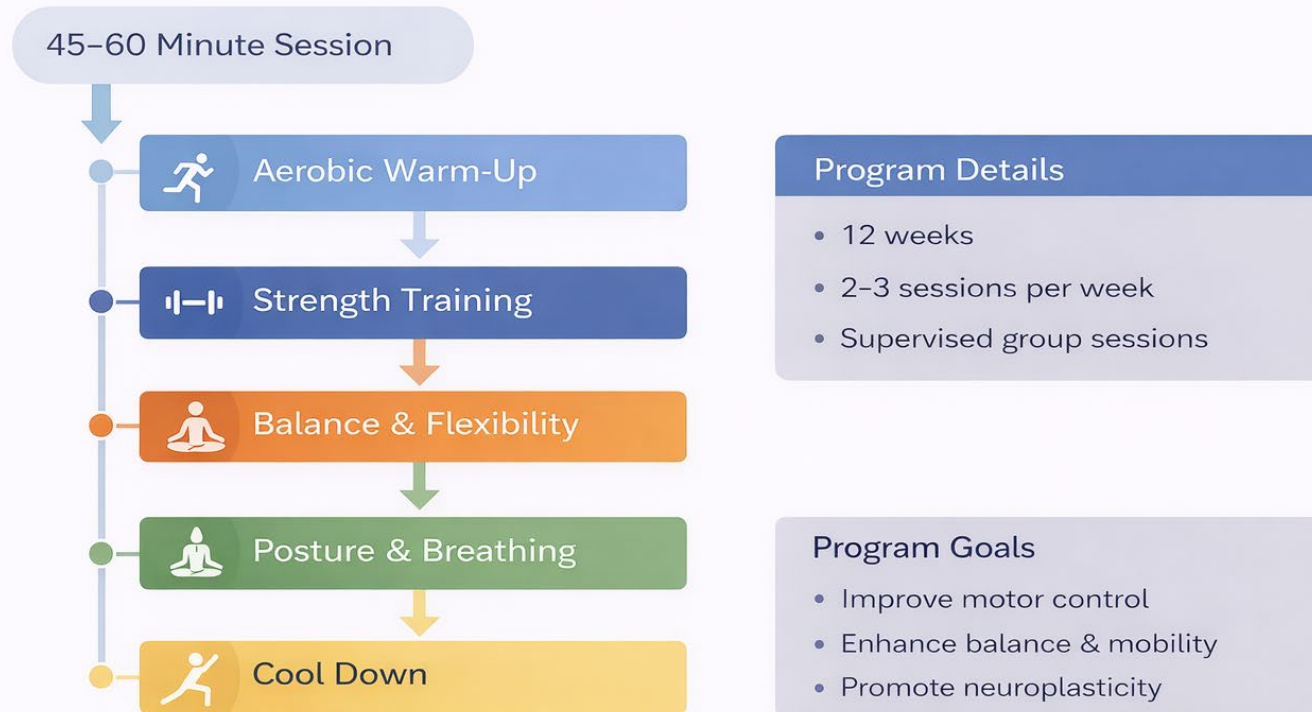 45–60 Minute Session
Aerobic Warm-Up
Strength Training
Balance & Flexibility
Posture & Breathing
Cool Down
Program Details
• 12 weeks
• 2–3 sessions per week
• Supervised group sessions
Program Goals
• Improve motor control
• Enhance balance & mobility
• Promote neuroplasticity